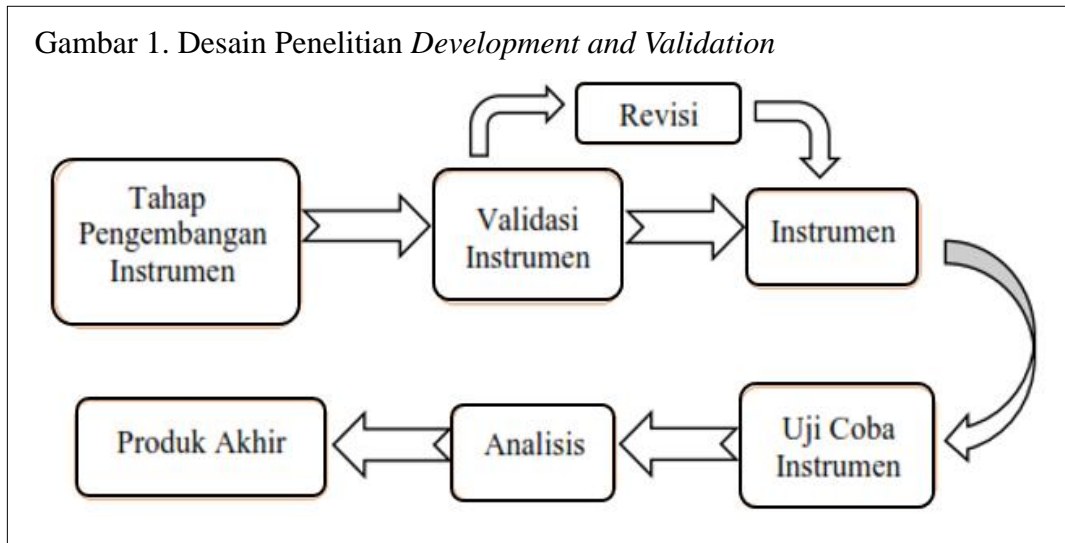 Gambar 1. Desain Penelitian Development and Validation
Revisi
Tahap
Pengembangan
Instrumen
Validasi
Instrumen
Instrumen
Produk Akhir
Analisis
Uji Coba
Instrumen